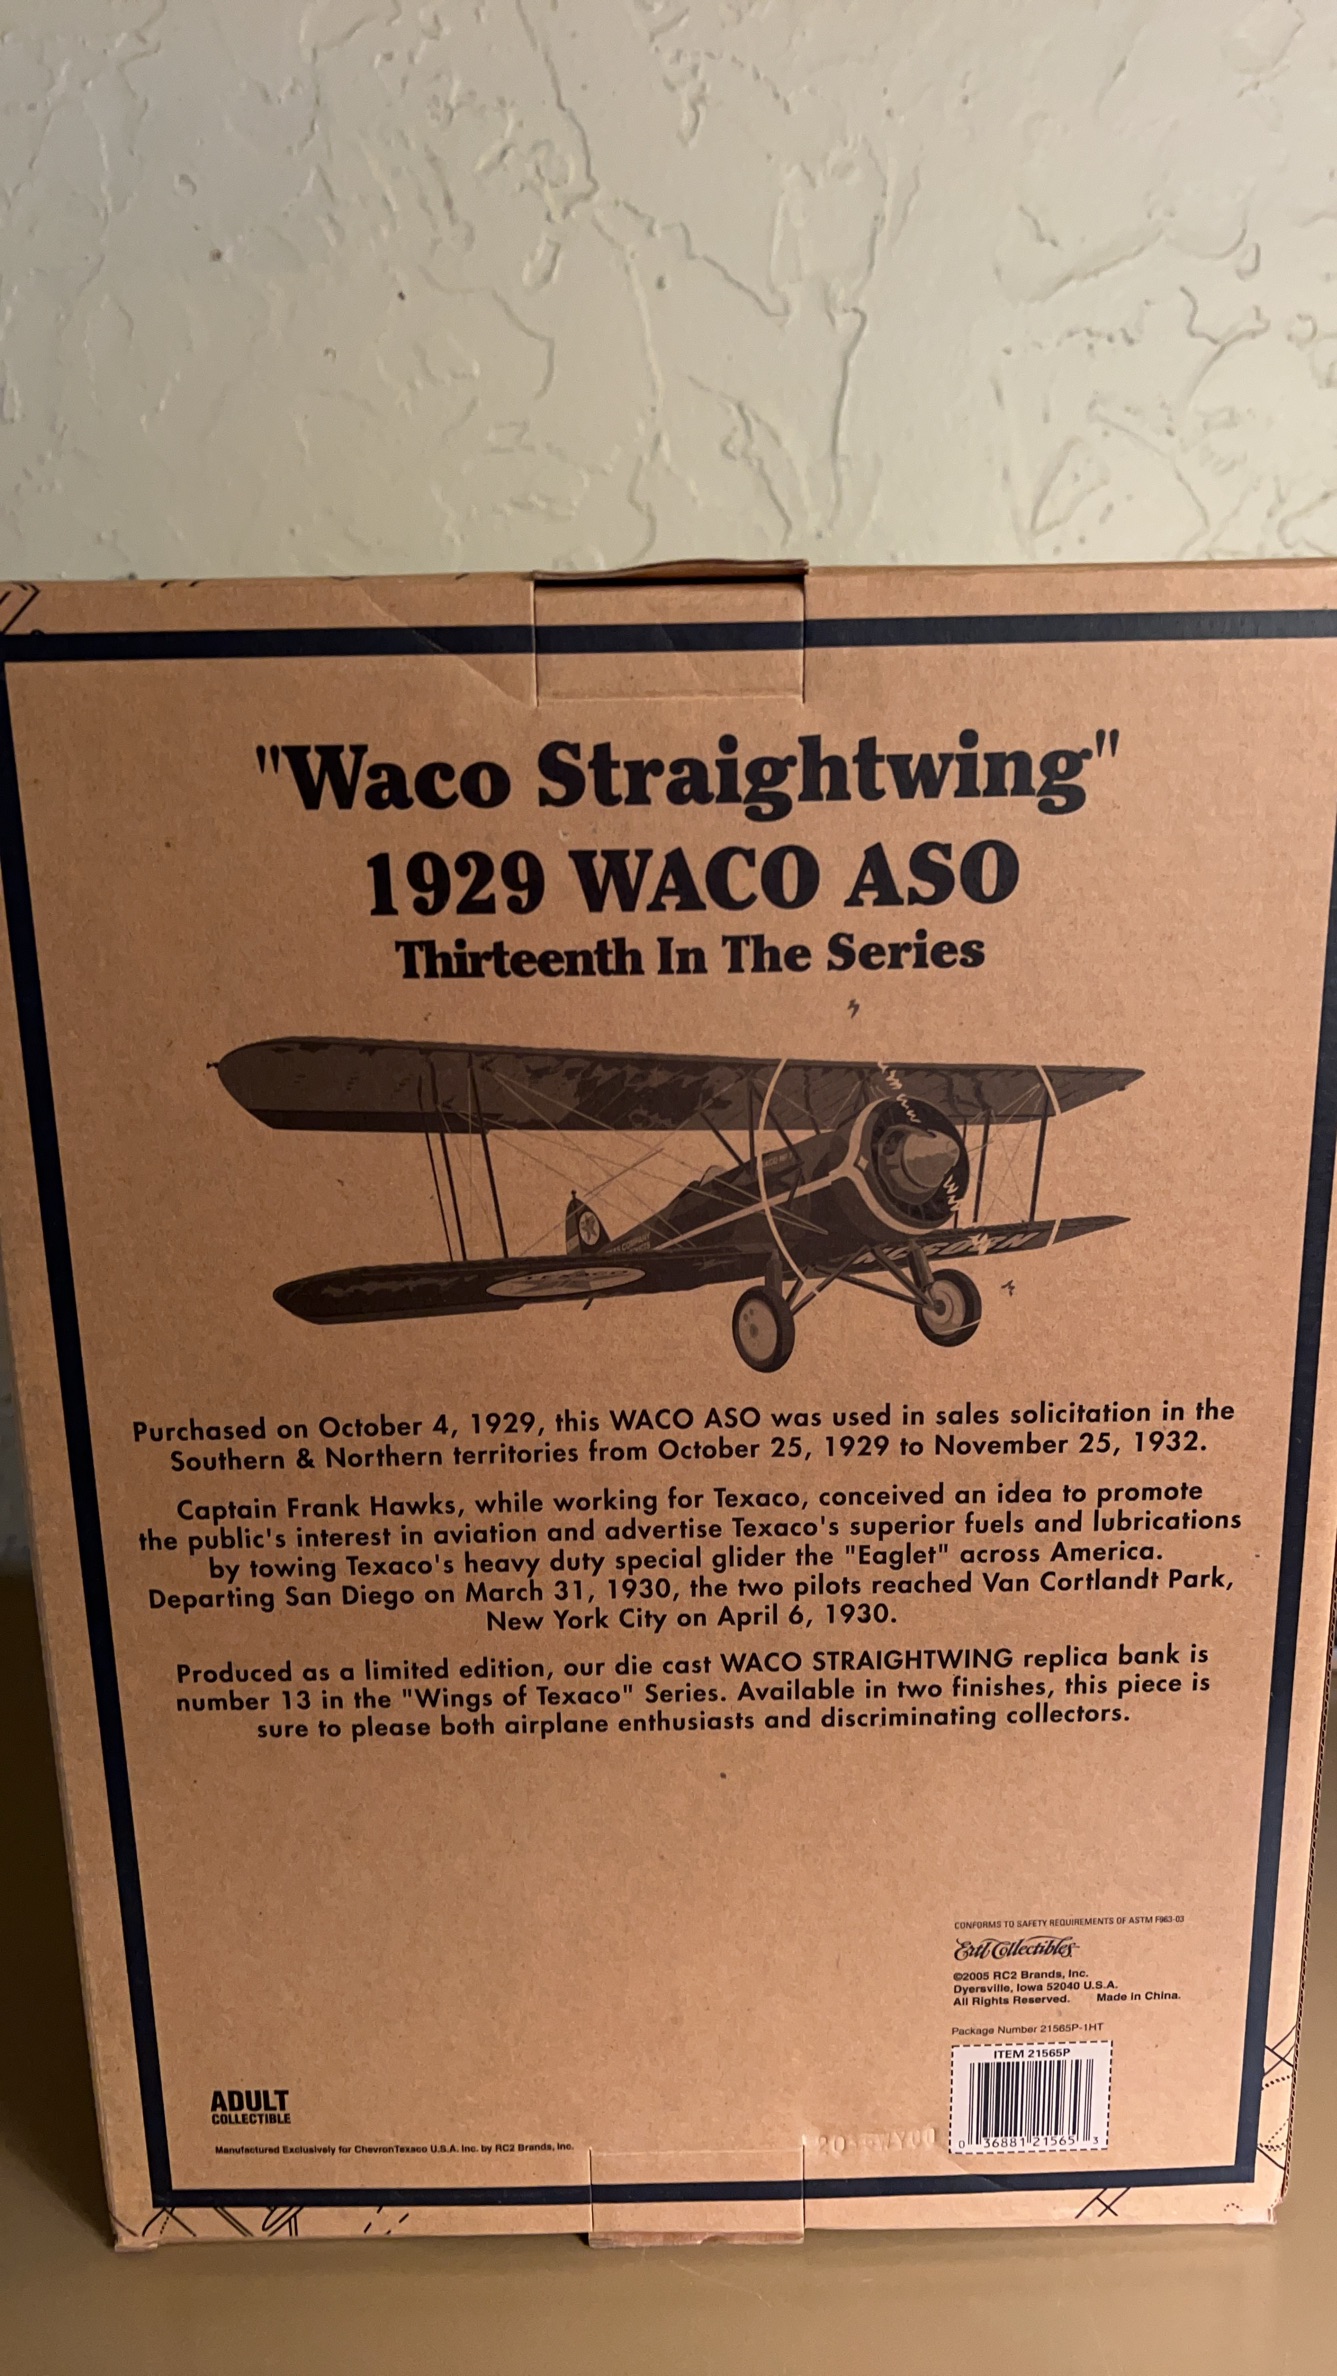 "Waco Straightwing"
1929 WACO ASO
Thirteenth In The Series
Purchased on October 4, 1929, this WACO ASO was used in sales solicitation in the
Southern & Northern territories from October 25, 1929 to November 25, 1932.
Captain Frank Hawks, while working for Texaco, conceived an idea to promote
the public's interest in aviation and advertise Texaco's superior fuels and lubrications
by towing Texaco's heavy duty special glider the "Eaglet" across America.
Departing San Diego on March 31, 1930, the two pilots reached Van Cortlandt Park,
New York City on April 6, 1930.
Produced as a limited edition, our die cast WACO STRAIGHTWING replica bank is
number 13 in the "Wings of Texaco" Series. Available in two finishes, this piece is
sure to please both airplane enthusiasts and discriminating collectors.
CONFORMS TO SAFETY REQUIREMENTS OF ASTM F963-03
Ertl Collectibles
©2005 RC2 Brands, Inc.
Dyersville, Iowa 52040 U.S.A.
All Rights Reserved. Made in China.
Package Number 21565P-1HT
ITEM 21565P
0 36881 21565 3
ADULT
COLLECTIBLE
Manufactured Exclusively for ChevronTexaco U.S.A. Inc. by RC2 Brands, Inc.